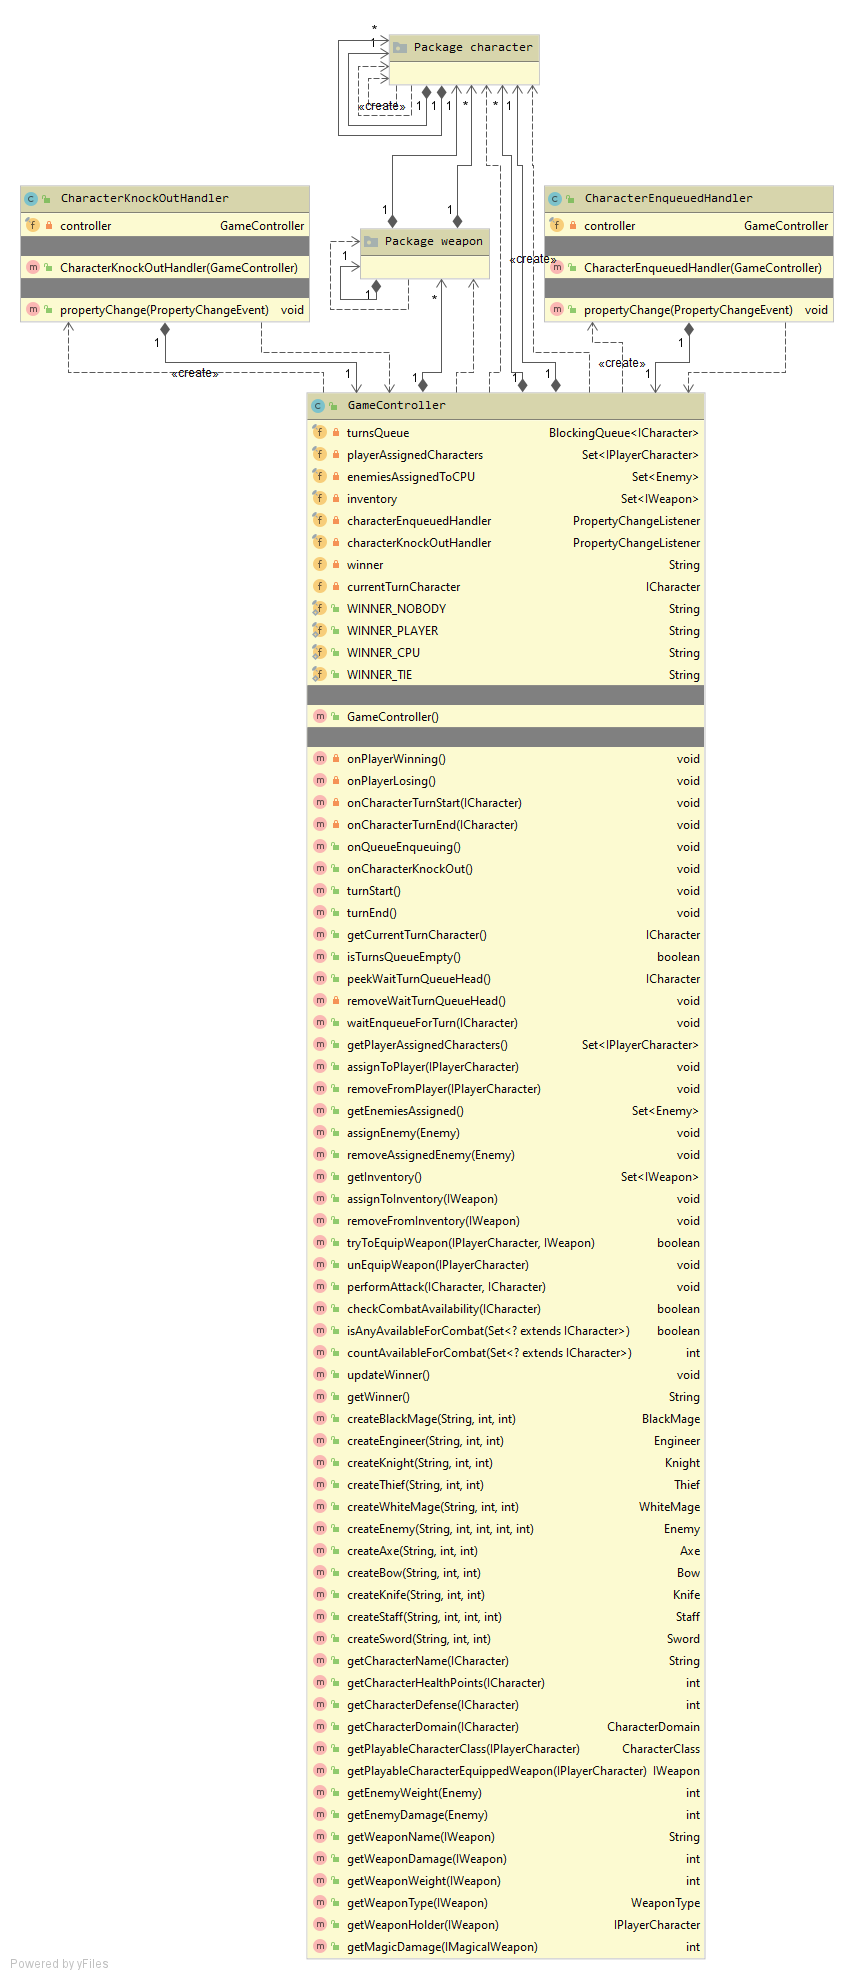 *
1
Package character
«create»
1
1
1
*
*
1
CharacterKnockOutHandler
controller GameController
CharacterKnockOutHandler(GameController)
propertyChange(PropertyChangeEvent) void
1
1
Package weapon
1
1
*
«create»
CharacterEnqueuedHandler
controller GameController
CharacterEnqueuedHandler(GameController)
propertyChange(PropertyChangeEvent) void
1
«create»
1
1
1
1
1
«create»
1
GameController
turnsQueue BlockingQueue<ICharacter>
playerAssignedCharacters Set<IPlayerCharacter>
enemiesAssignedToCPU Set<Enemy>
inventory Set<IWeapon>
characterEnqueuedHandler PropertyChangeListener
characterKnockOutHandler PropertyChangeListener
winner String
currentTurnCharacter ICharacter
WINNER_NOBODY String
WINNER_PLAYER String
WINNER_CPU String
WINNER_TIE String
GameController()
onPlayerWinning() void
onPlayerLosing() void
onCharacterTurnStart(ICharacter) void
onCharacterTurnEnd(ICharacter) void
onQueueEnqueuing() void
onCharacterKnockOut() void
turnStart() void
turnEnd() void
getCurrentTurnCharacter() ICharacter
isTurnsQueueEmpty() boolean
peekWaitTurnQueueHead() ICharacter
removeWaitTurnQueueHead() void
waitEnqueueForTurn(ICharacter) void
getPlayerAssignedCharacters() Set<IPlayerCharacter>
assignToPlayer(IPlayerCharacter) void
removeFromPlayer(IPlayerCharacter) void
getEnemiesAssigned() Set<Enemy>
assignEnemy(Enemy) void
removeAssignedEnemy(Enemy) void
getInventory() Set<IWeapon>
assignToInventory(IWeapon) void
removeFromInventory(IWeapon) void
tryToEquipWeapon(IPlayerCharacter, IWeapon) boolean
unEquipWeapon(IPlayerCharacter) void
performAttack(ICharacter, ICharacter) void
checkCombatAvailability(ICharacter) boolean
isAnyAvailableForCombat(Set<? extends ICharacter>) boolean
countAvailableForCombat(Set<? extends ICharacter>) int
updateWinner() void
getWinner() String
createBlackMage(String, int, int) BlackMage
createEngineer(String, int, int) Engineer
createKnight(String, int, int) Knight
createThief(String, int, int) Thief
createWhiteMage(String, int, int) WhiteMage
createEnemy(String, int, int, int, int) Enemy
createAxe(String, int, int) Axe
createBow(String, int, int) Bow
createKnife(String, int, int) Knife
createStaff(String, int, int, int) Staff
createSword(String, int, int) Sword
getCharacterName(ICharacter) String
getCharacterHealthPoints(ICharacter) int
getCharacterDefense(ICharacter) int
getCharacterDomain(ICharacter) CharacterDomain
getPlayableCharacterClass(IPlayerCharacter) CharacterClass
getPlayableCharacterEquippedWeapon(IPlayerCharacter) IWeapon
getEnemyWeight(Enemy) int
getEnemyDamage(Enemy) int
getWeaponName(IWeapon) String
getWeaponDamage(IWeapon) int
getWeaponWeight(IWeapon) int
getWeaponType(IWeapon) WeaponType
getWeaponHolder(IWeapon) IPlayerCharacter
getMagicDamage(IMagicalWeapon) int
Powered by yFiles